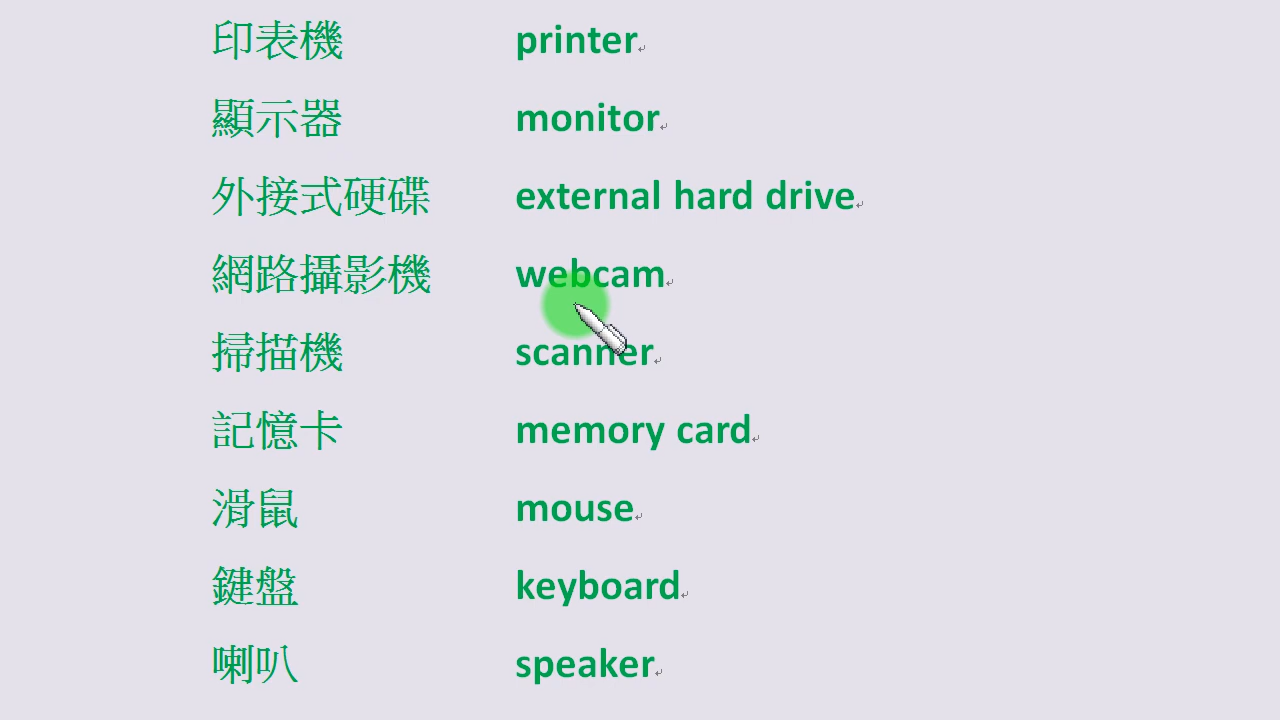 印表機 printer
顯示器 monitor
外接式硬碟 external hard drive
網路攝影機 webcam
掃描機 scanner
記憶卡 memory card
滑鼠 mouse
鍵盤 keyboard
喇叭 speaker